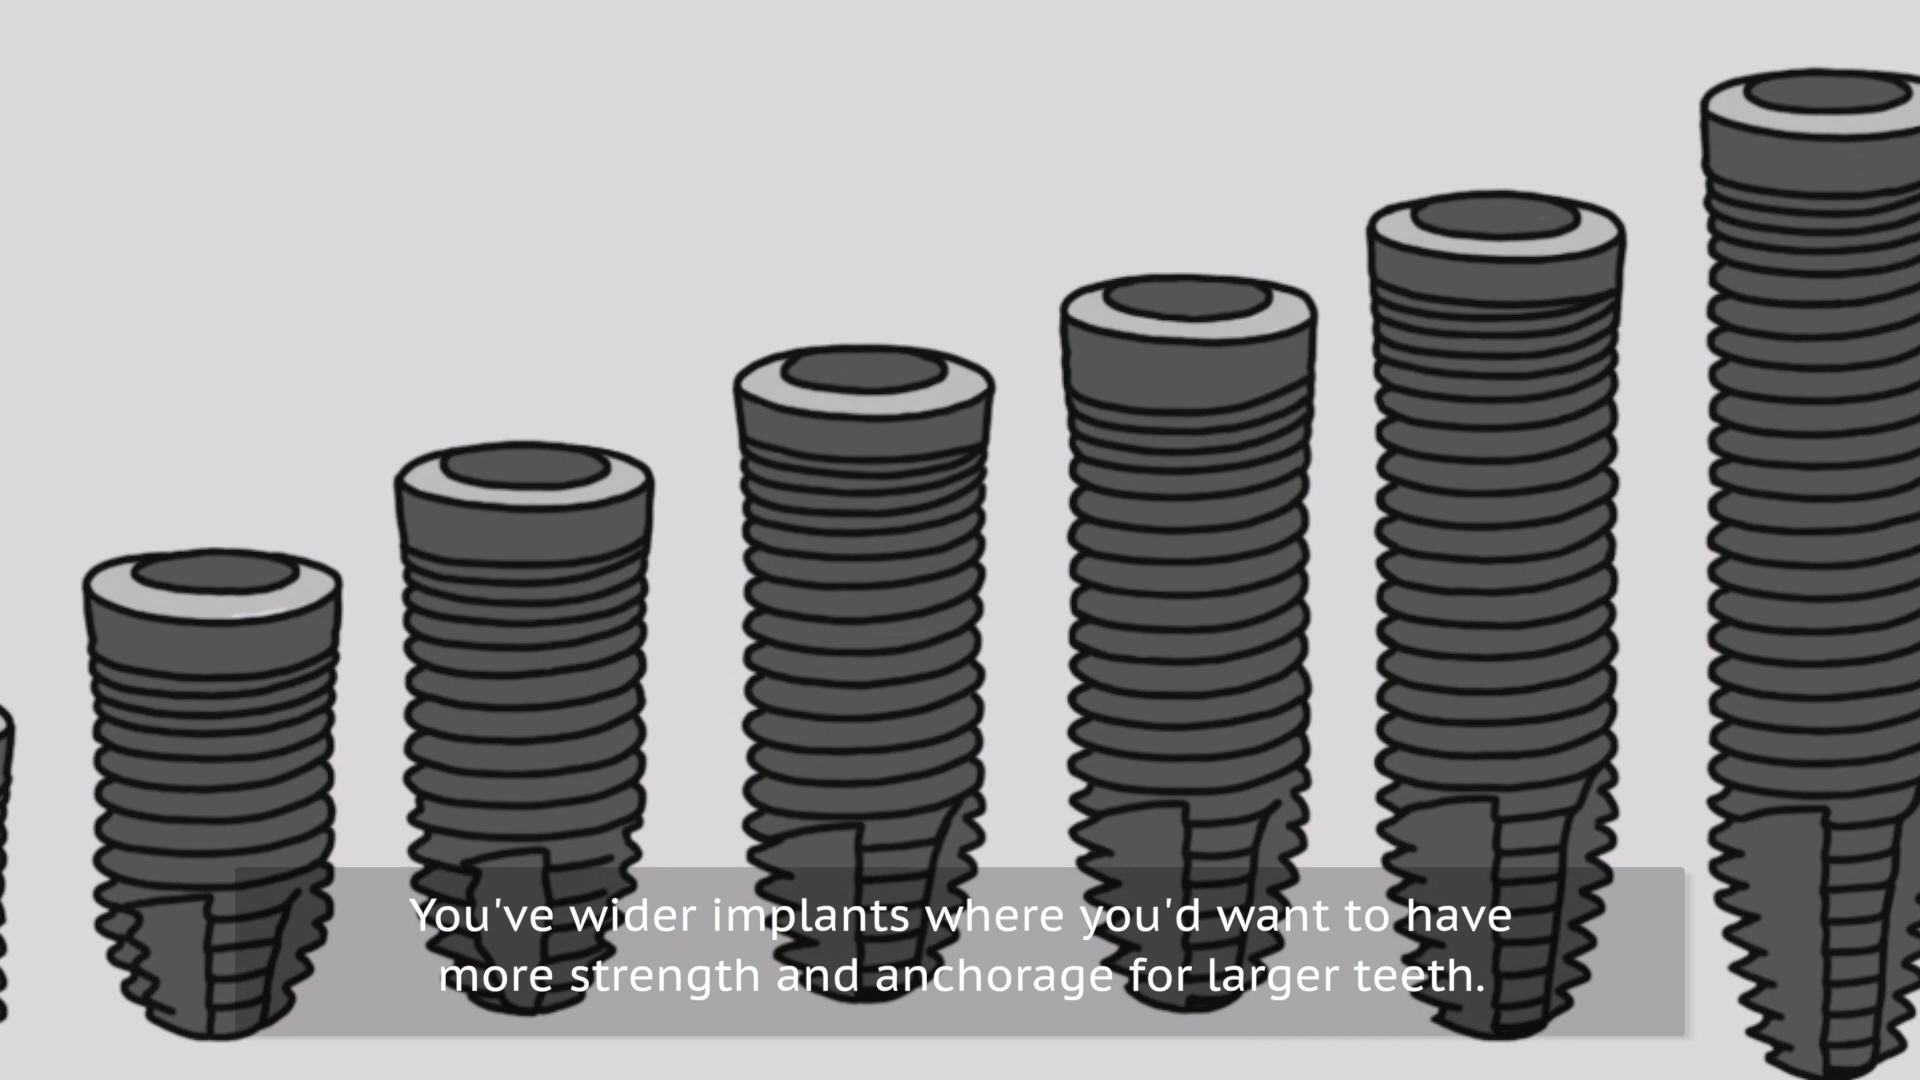 You've wider implants where you'd want to have
more strength and anchorage for larger teeth.